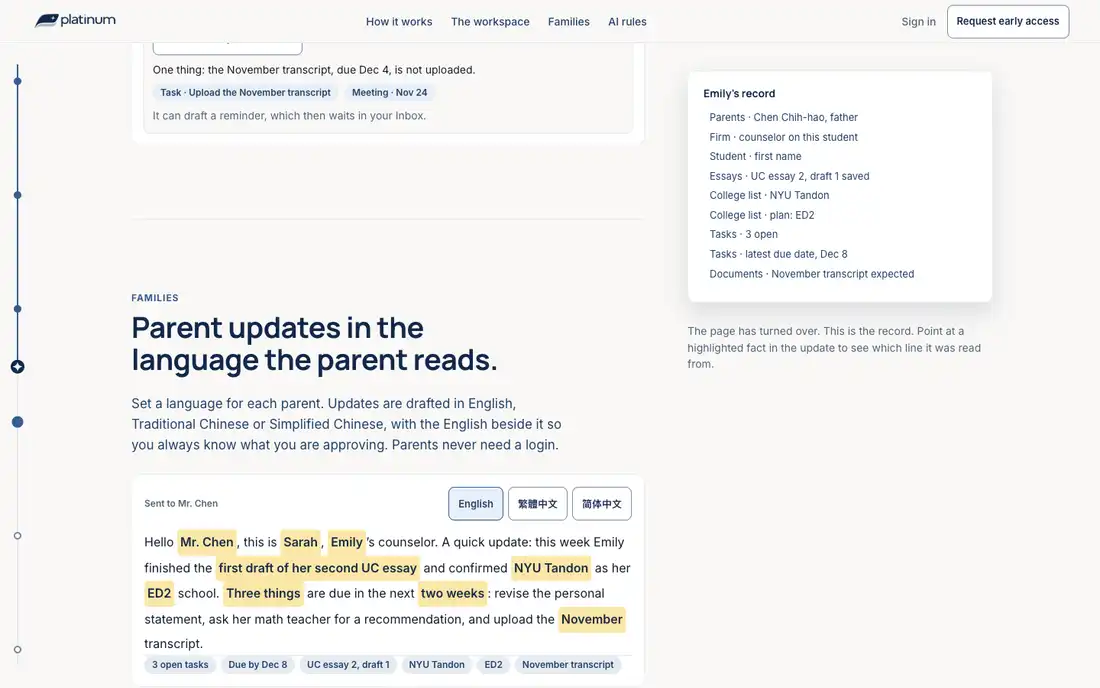 platinum
How it works
The workspace
Families
AI rules
Sign in
Request early access
One thing: the November transcript, due Dec 4, is not uploaded.
Task · Upload the November transcript
Meeting · Nov 24
It can draft a reminder, which then waits in your Inbox.
Emily's record
Parents · Chen Chih-hao, father
Firm · counselor on this student
Student · first name
Essays · UC essay 2, draft 1 saved
College list · NYU Tandon
College list · plan: ED2
Tasks · 3 open
Tasks · latest due date, Dec 8
Documents · November transcript expected
The page has turned over. This is the record. Point at a
highlighted fact in the update to see which line it was read
from.
FAMILIES
Parent updates in the
language the parent reads.
Set a language for each parent. Updates are drafted in English,
Traditional Chinese or Simplified Chinese, with the English beside it so
you always know what you are approving. Parents never need a login.
Sent to Mr. Chen
English
繁體中文
简体中文
Hello Mr. Chen, this is Sarah, Emily's counselor. A quick update: this week Emily
finished the first draft of her second UC essay and confirmed NYU Tandon as her
ED2 school. Three things are due in the next two weeks: revise the personal
statement, ask her math teacher for a recommendation, and upload the November
transcript.
3 open tasks
Due by Dec 8
UC essay 2, draft 1
NYU Tandon
ED2
November transcript